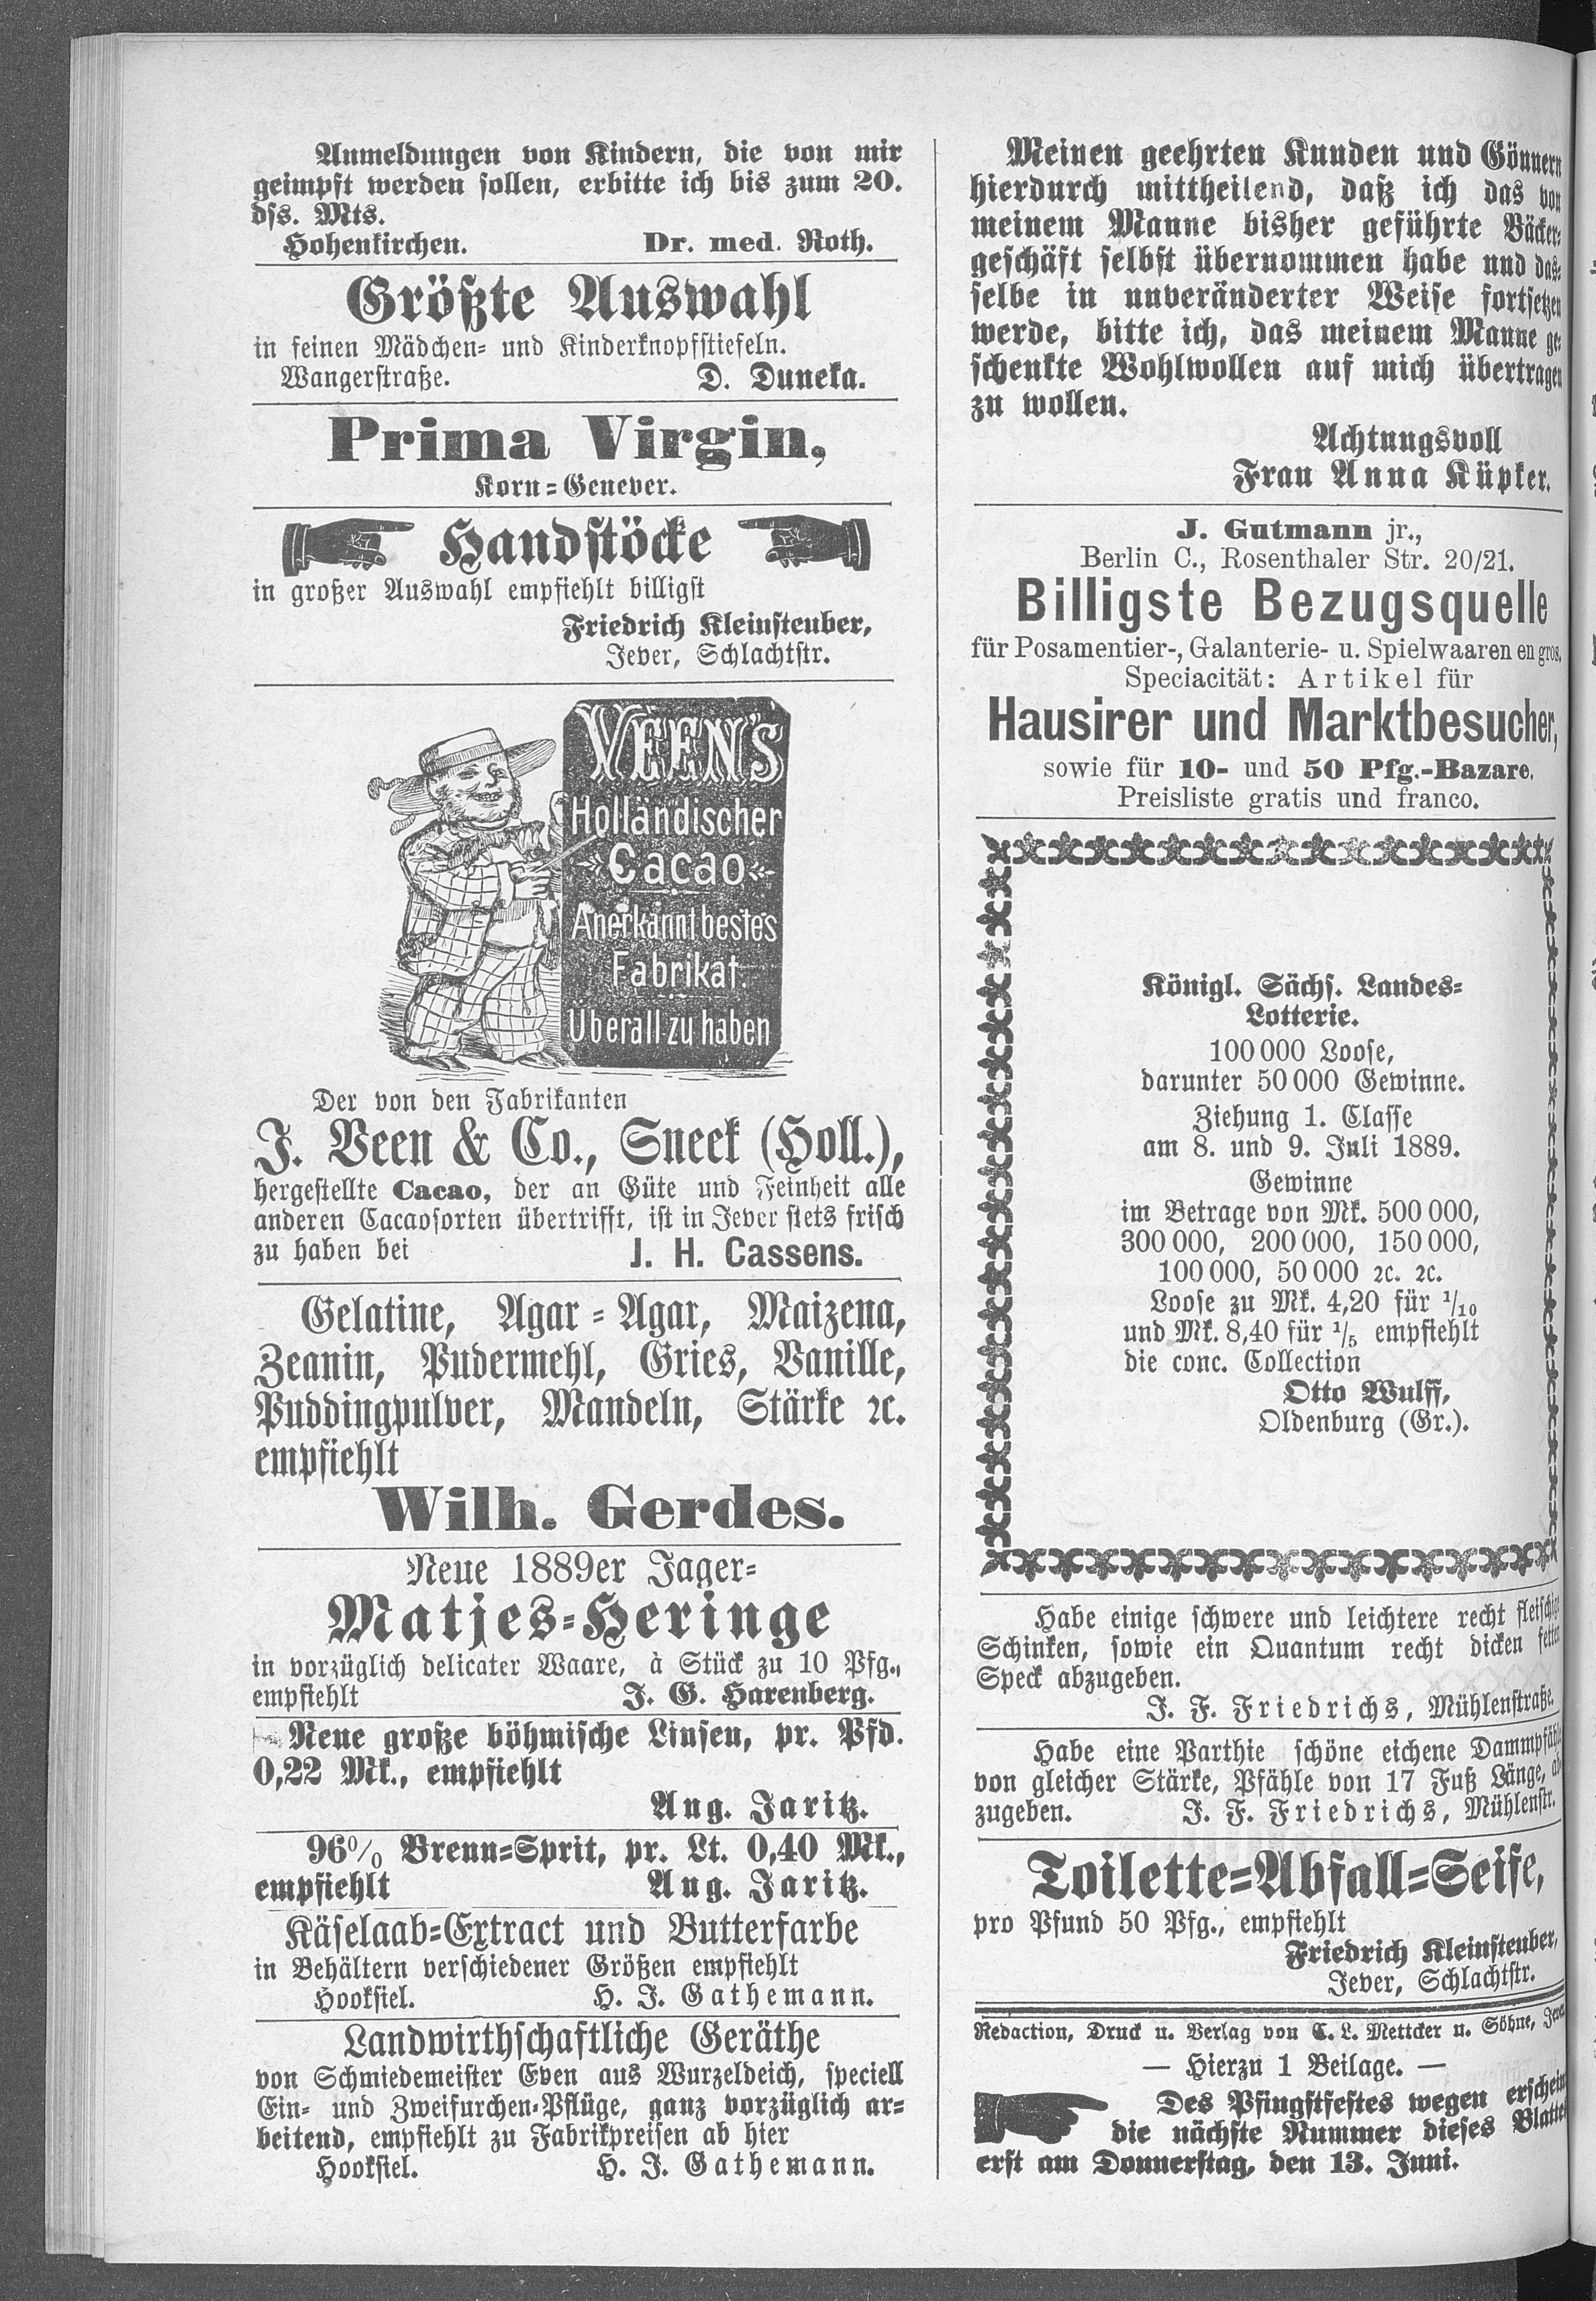 Anmeldungen von Kindern, die von mir
geimpft werden sollen, erbitte ich bis zum 20.
dss. Mts.
Hohenkirchen. Dr. med. Roth.
Größte Auswahl
in feinen Mädchen- und Kinderknopfstiefeln.
Wangerstraße. D. Duneka.
Prima Virgin,
Korn-Genever.
Handstöcke
in großer Auswahl empfiehlt billigst
Friedrich Kleinsteuber,
Jever, Schlachtstr.
VEEN'S
Holländischer
Cacao
Anerkannt bestes
Fabrikat.
Überall zu haben
Der von den Fabrikanten
J. Veen & Co., Sneek (Holl.),
hergestellte Cacao, der an Güte und Feinheit alle
anderen Cacaosorten übertrifft, ist in Jever stets frisch
zu haben bei J. H. Cassens.
Gelatine, Agar-Agar, Maizena,
Zeanin, Pudermehl, Gries, Vanille,
Puddingpulver, Mandeln, Stärke ꝛc.
empfiehlt
Wilh. Gerdes.
Neue 1889er Jager-
Matjes-Heringe
in vorzüglich delicater Waare, à Stück zu 10 Pfg.,
empfiehlt J. G. Harenberg.
Neue große böhmische Linsen, pr. Pfd.
0,22 Mk., empfiehlt
Aug. Jaritz.
96% Brenn-Sprit, pr. Lt. 0,40 Mk.,
empfiehlt Aug. Jaritz.
Käselaab-Extract und Butterfarbe
in Behältern verschiedener Größen empfiehlt
Hooksiel. H. J. Gathemann.
Landwirthschaftliche Geräthe
von Schmiedemeister Even aus Wurzeldeich, speciell
Ein- und Zweifurchen-Pflüge, ganz vorzüglich ar-
beitend, empfiehlt zu Fabrikpreisen ab hier
Hooksiel. H. J. Gathemann.
Meinen geehrten Kunden und Gönnern
hierdurch mittheilend, daß ich das von
meinem Manne bisher geführte Bäcker-
geschäft selbst übernommen habe und das-
selbe in unveränderter Weise fortsetzen
werde, bitte ich, das meinem Manne ge-
schenkte Wohlwollen auf mich übertragen
zu wollen.
Achtungsvoll
Frau Anna Küpker.
J. Gutmann jr.,
Berlin C., Rosenthaler Str. 20/21.
Billigste Bezugsquelle
für Posamentier-, Galanterie- u. Spielwaaren en gros.
Speciacität: Artikel für
Hausirer und Marktbesucher,
sowie für 10- und 50 Pfg.-Bazare.
Preisliste gratis und franco.
Königl. Sächs. Landes-
Lotterie.
100 000 Loose,
darunter 50 000 Gewinne.
Ziehung 1. Classe
am 8. und 9. Juli 1889.
Gewinne
im Betrage von Mk. 500 000,
300 000, 200 000, 150 000,
100 000, 50 000 ꝛc. ꝛc.
Loose zu Mk. 4,20 für 1/10
und Mk. 8,40 für 1/5 empfiehlt
die conc. Collection
Otto Wulff,
Oldenburg (Gr.).
Habe einige schwere und leichtere recht fleischige
Schinken, sowie ein Quantum recht dicken fetten
Speck abzugeben.
J. F. Friedrichs, Mühlenstraße.
Habe eine Parthie schöne eichene Dammpfähle
von gleicher Stärke, Pfähle von 17 Fuß Länge, ab-
zugeben. J. F. Friedrichs, Mühlenstr.
Toilette-Abfall-Seife,
pro Pfund 50 Pfg., empfiehlt
Friedrich Kleinsteuber,
Jever, Schlachtstr.
Redaction, Druck u. Verlag von C. L. Mettcker u. Söhne, Jever
— Hierzu 1 Beilage. —
Des Pfingstfestes wegen erscheint
die nächste Nummer dieses Blattes
erst am Donnerstag, den 13. Juni.